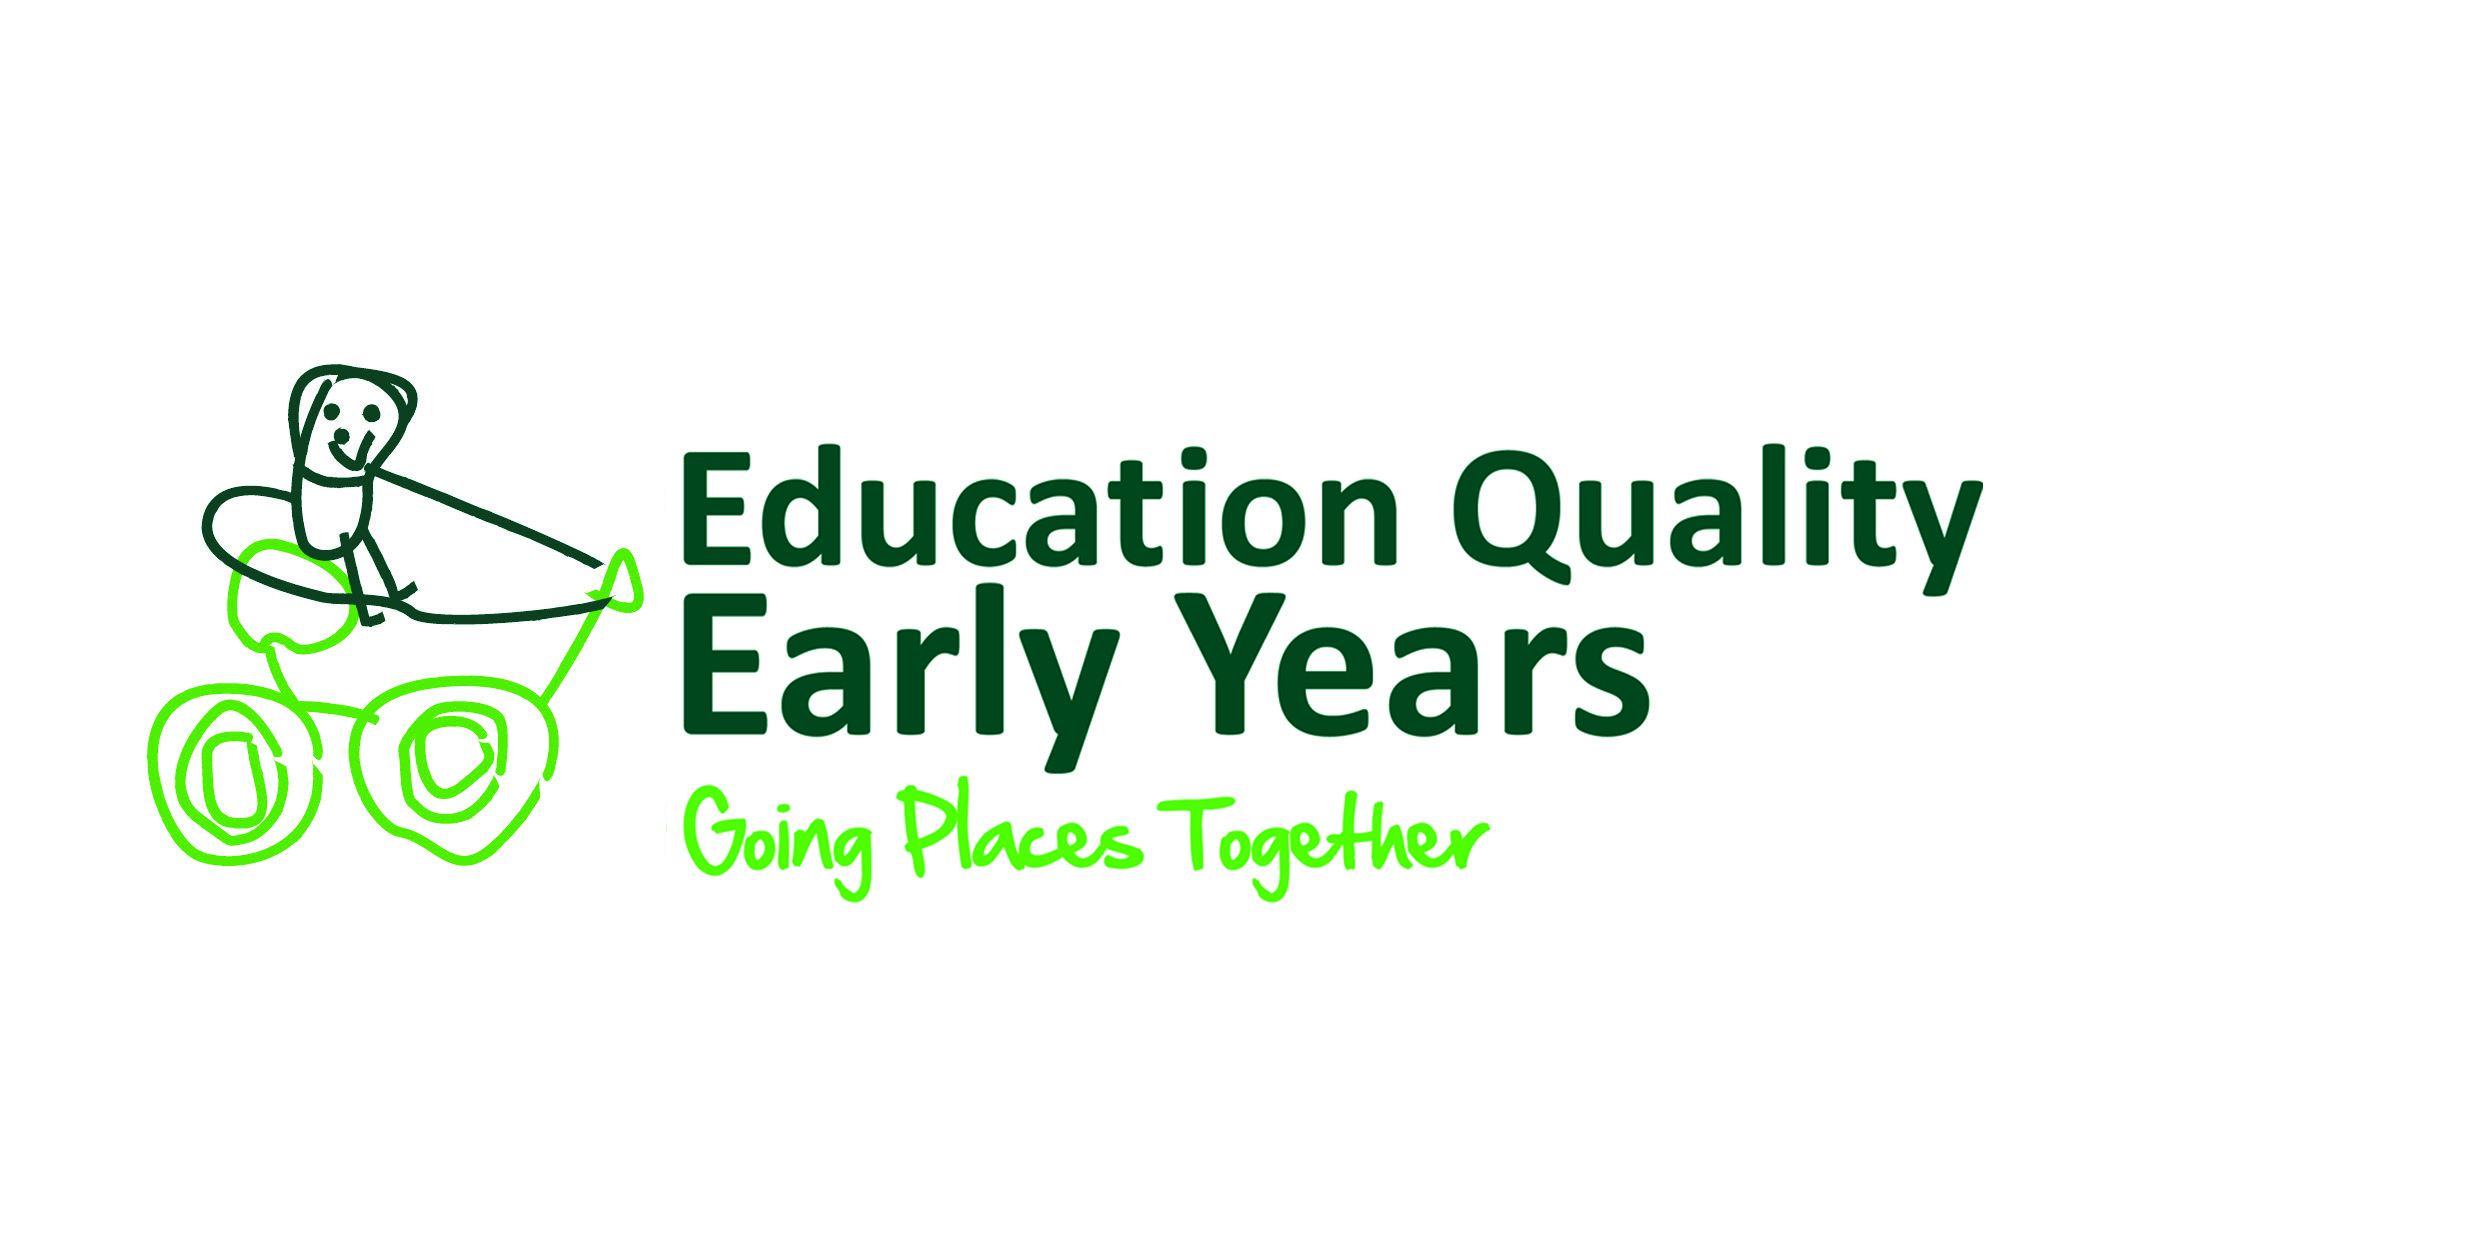 Education Quality
Early Years
Going Places Together